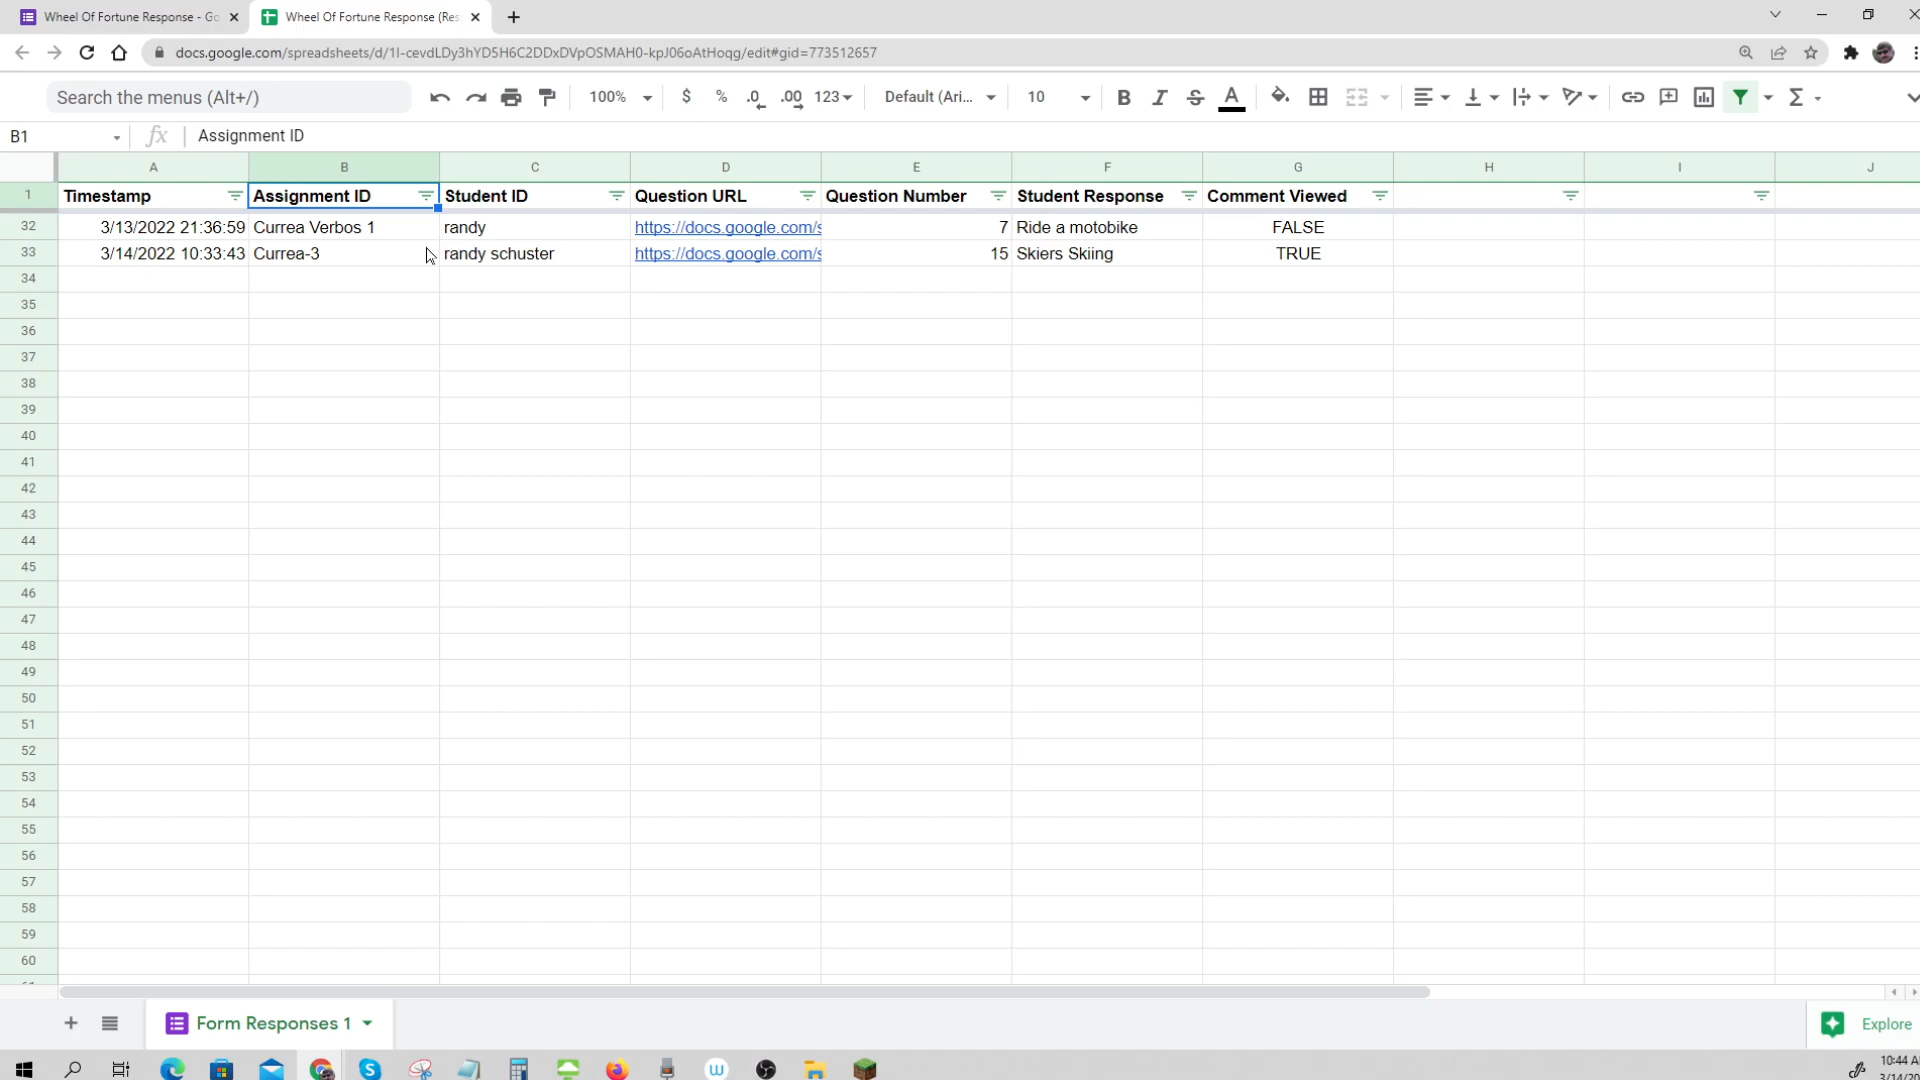 Wheel Of Fortune Response - Go
Wheel Of Fortune Response (Res
docs.google.com/spreadsheets/d/1I-cevdLDy3hYD5H6C2DDxDVpOSMAH0-kpJ06oAtHoqg/edit#gid=773512657
Search the menus (Alt+/) 100% $ % .0 .00 123 Default (Ari... 10 B I S A Σ
B1 fx Assignment ID
A B C D E F G H I J
1 Timestamp Assignment ID Student ID Question URL Question Number Student Response Comment Viewed
32 3/13/2022 21:36:59 Currea Verbos 1 randy https://docs.google.com/s 7 Ride a motobike FALSE
33 3/14/2022 10:33:43 Currea-3 randy schuster https://docs.google.com/s 15 Skiers Skiing TRUE
34
35
36
37
38
39
40
41
42
43
44
45
46
47
48
49
50
51
52
53
54
55
56
57
58
59
60
Form Responses 1 Explore
10:44 A
3/14/20